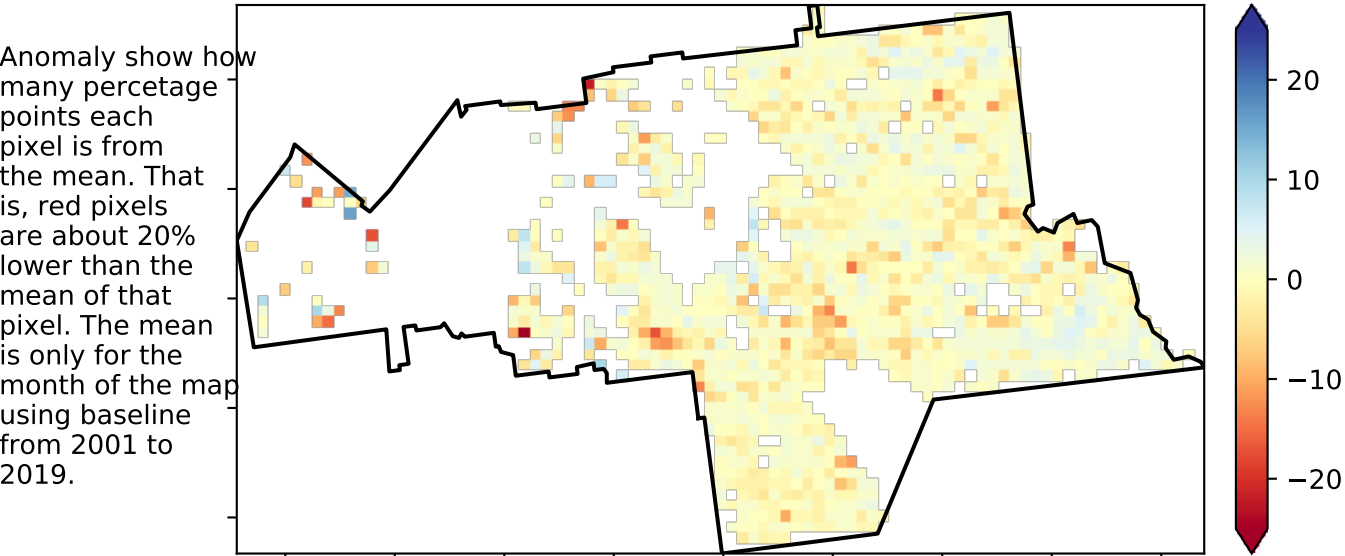 Anomaly show how
many percetage
points each
pixel is from
the mean. That
is, red pixels
are about 20%
lower than the
mean of that
pixel. The mean
is only for the
month of the map
using baseline
from 2001 to
2019.
20
10
0
−10
−20